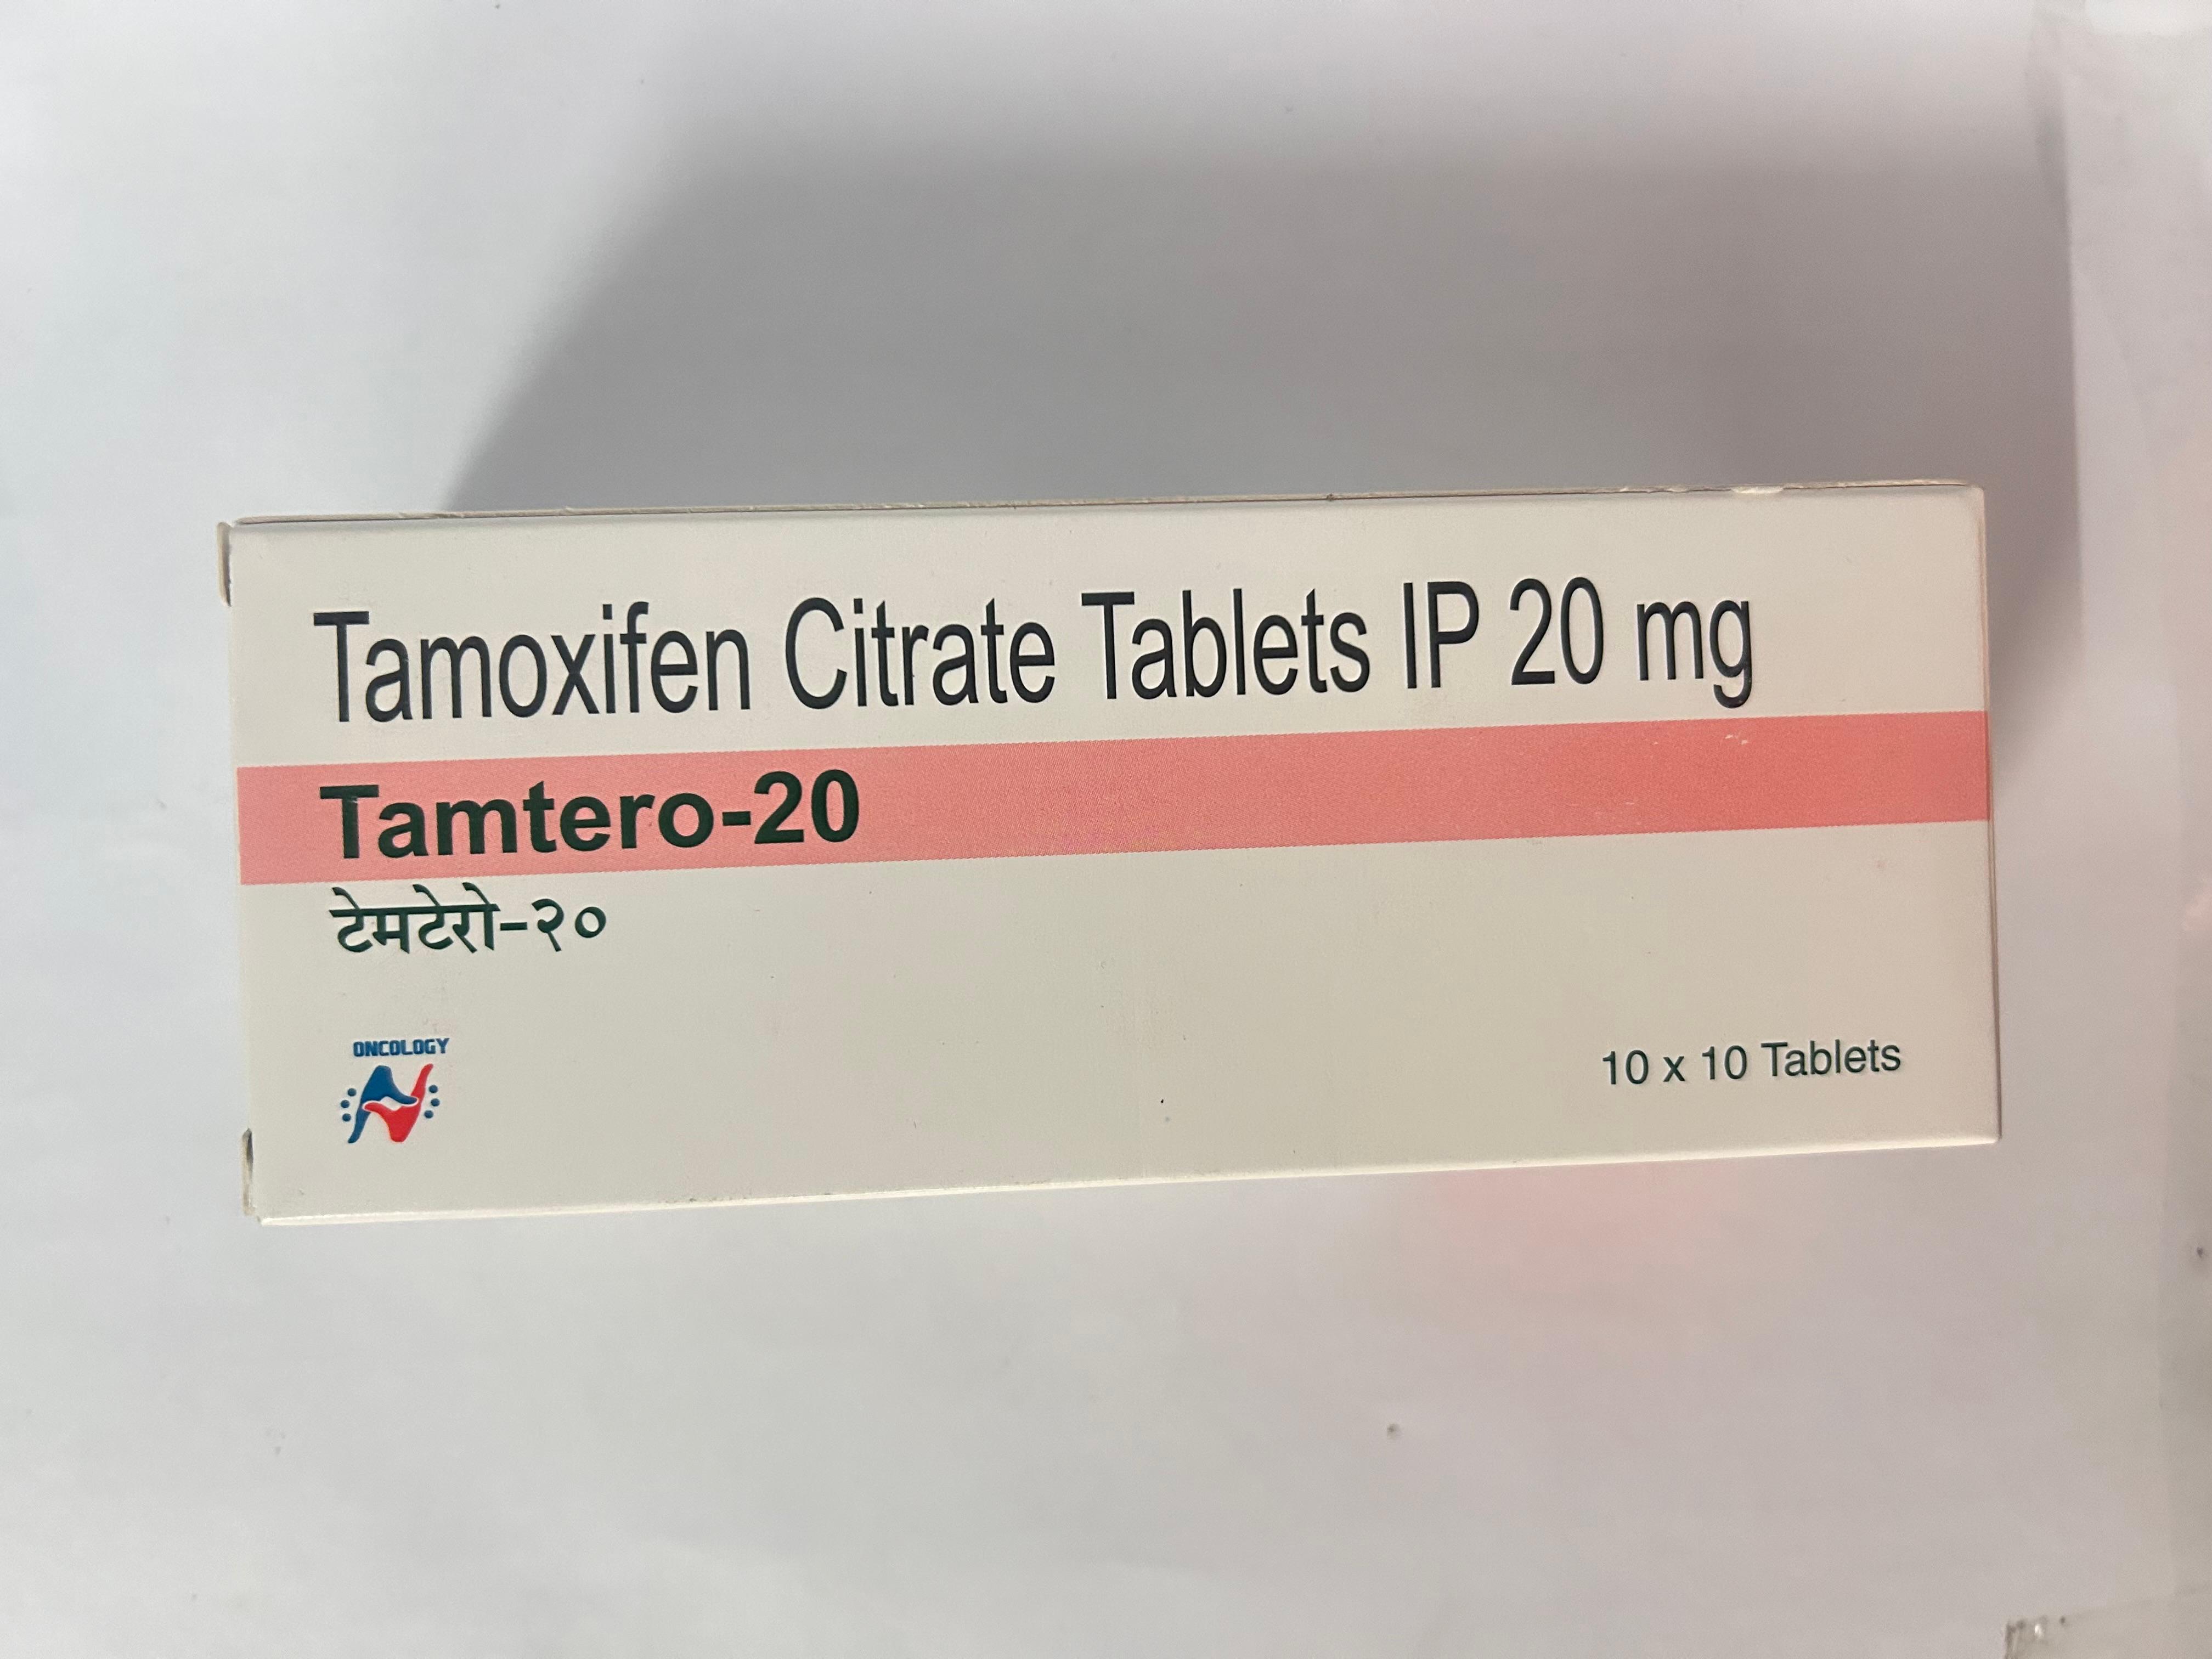 Tamoxifen Citrate Tablets IP 20 mg
Tamtero-20
टेमटेरो-२०
ONCOLOGY
10 x 10 Tablets